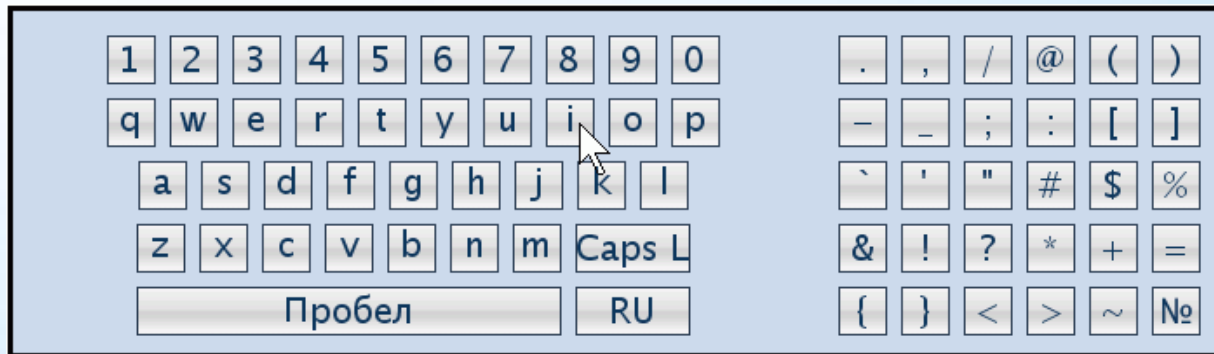 1 2 3 4 5 6 7 8 9 0 . , / @ ( )
q w e r t y u i o p – _ ; : [ ]
a s d f g h j k l ` ' " # $ %
z x c v b n m Caps L & ! ? * + =
Пробел RU { } < > ~ №